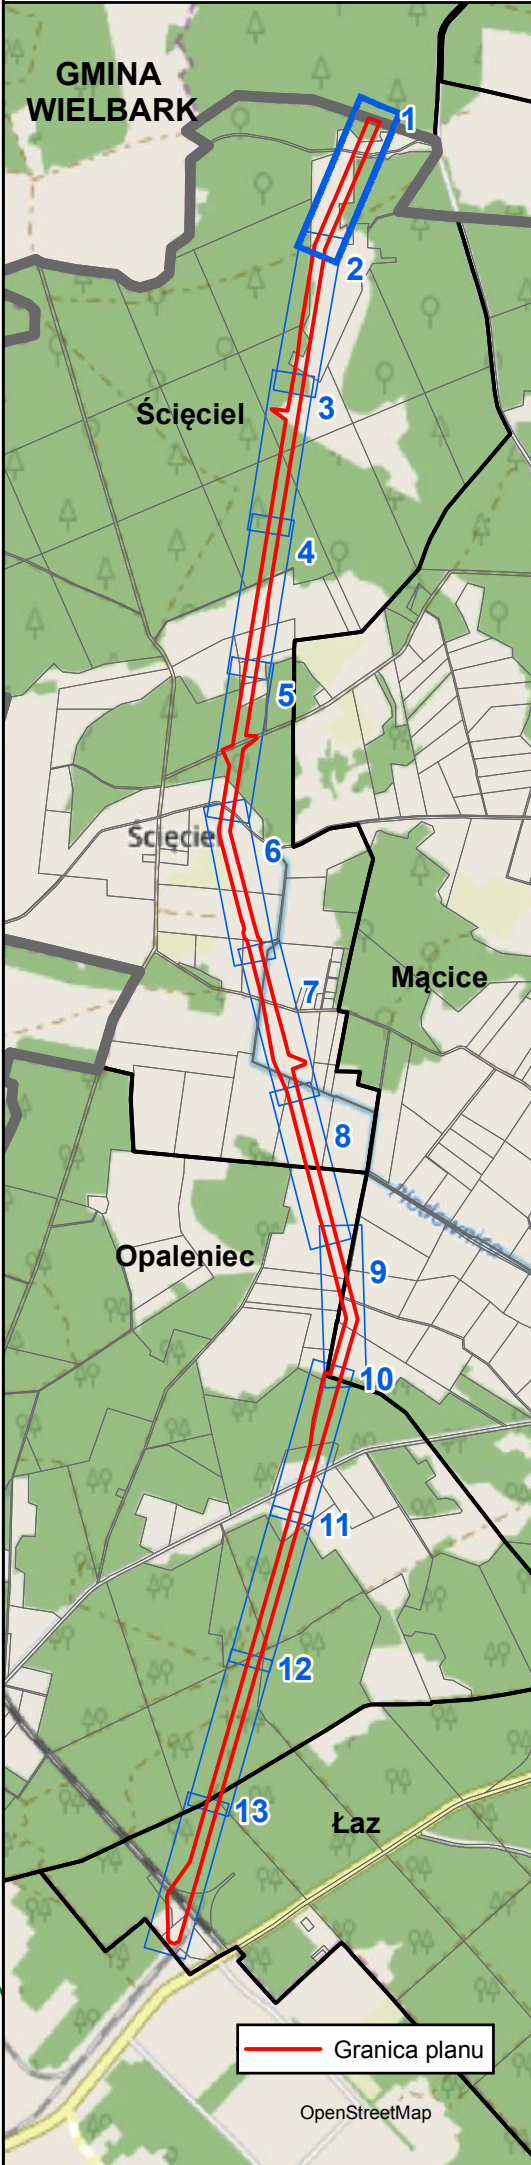 GMINA
WIELBARK
1
2
3
Ścięciel
4
5
Ścięciel
6
7
Mącice
8
Płodownica
Opaleniec
9
10
11
12
13
Łaz
Granica planu
OpenStreetMap